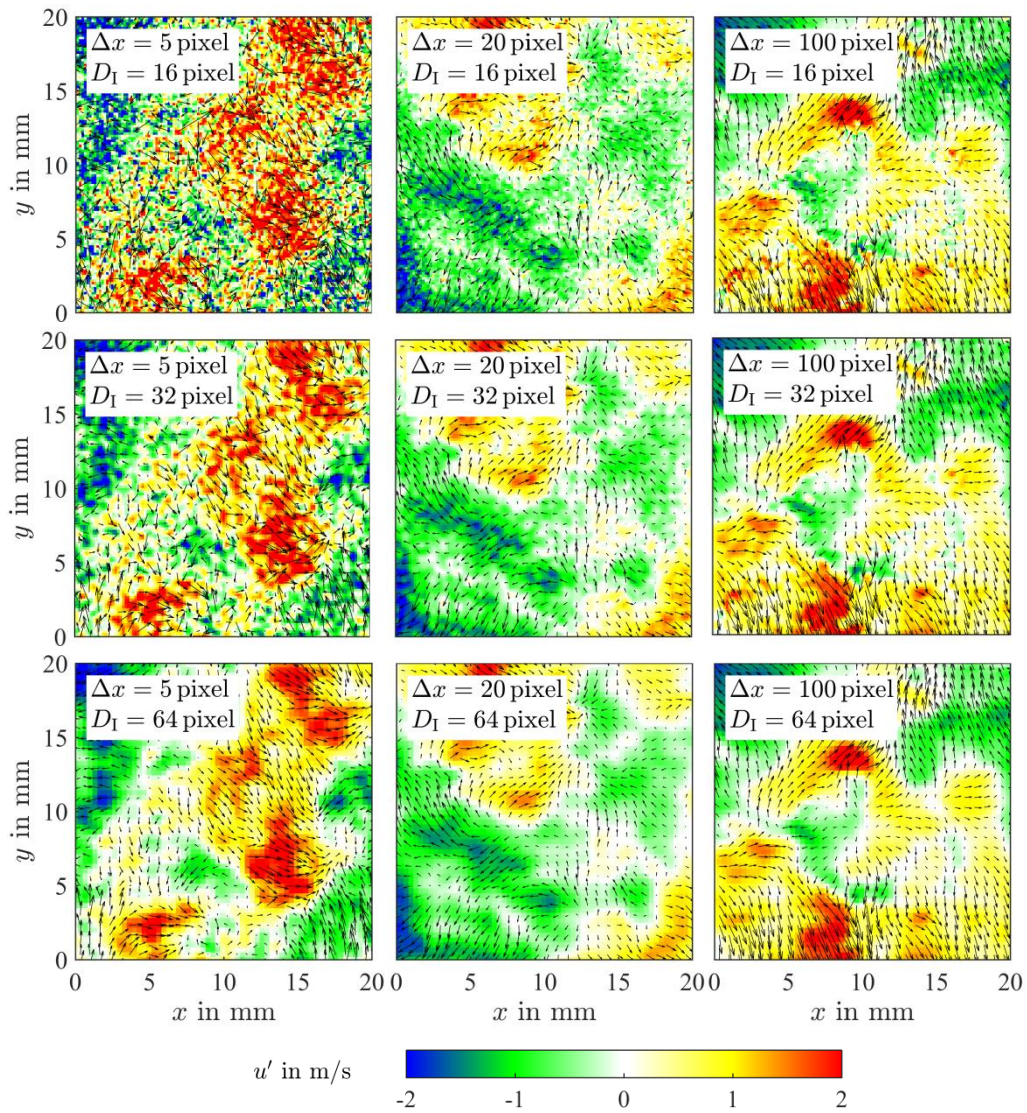 Δx = 5 pixel
D_I = 16 pixel
Δx = 20 pixel
D_I = 16 pixel
Δx = 100 pixel
D_I = 16 pixel
20
15
10
5
0
y in mm
Δx = 5 pixel
D_I = 32 pixel
Δx = 20 pixel
D_I = 32 pixel
Δx = 100 pixel
D_I = 32 pixel
20
15
10
5
0
y in mm
Δx = 5 pixel
D_I = 64 pixel
Δx = 20 pixel
D_I = 64 pixel
Δx = 100 pixel
D_I = 64 pixel
20
15
10
5
0
y in mm
0 5 10 15 20 0 5 10 15 20 0 5 10 15 20
x in mm x in mm x in mm
u′ in m/s
-2 -1 0 1 2